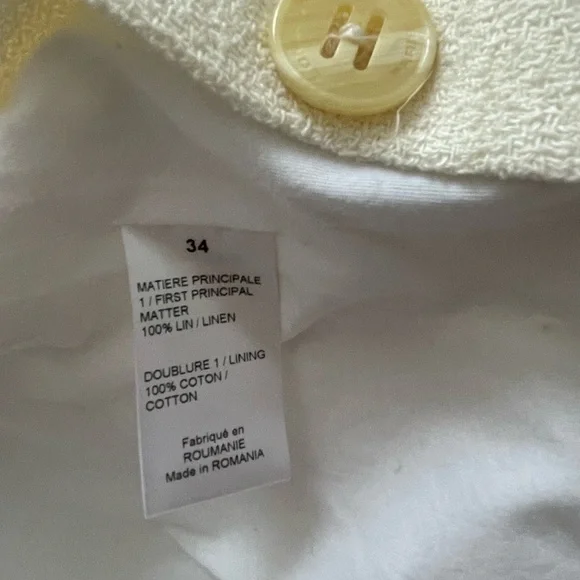 34
MATIERE PRINCIPALE
1 / FIRST PRINCIPAL
MATTER
100% LIN / LINEN
DOUBLURE 1 / LINING
100% COTON /
COTTON
Fabriqué en
ROUMANIE
Made in ROMANIA